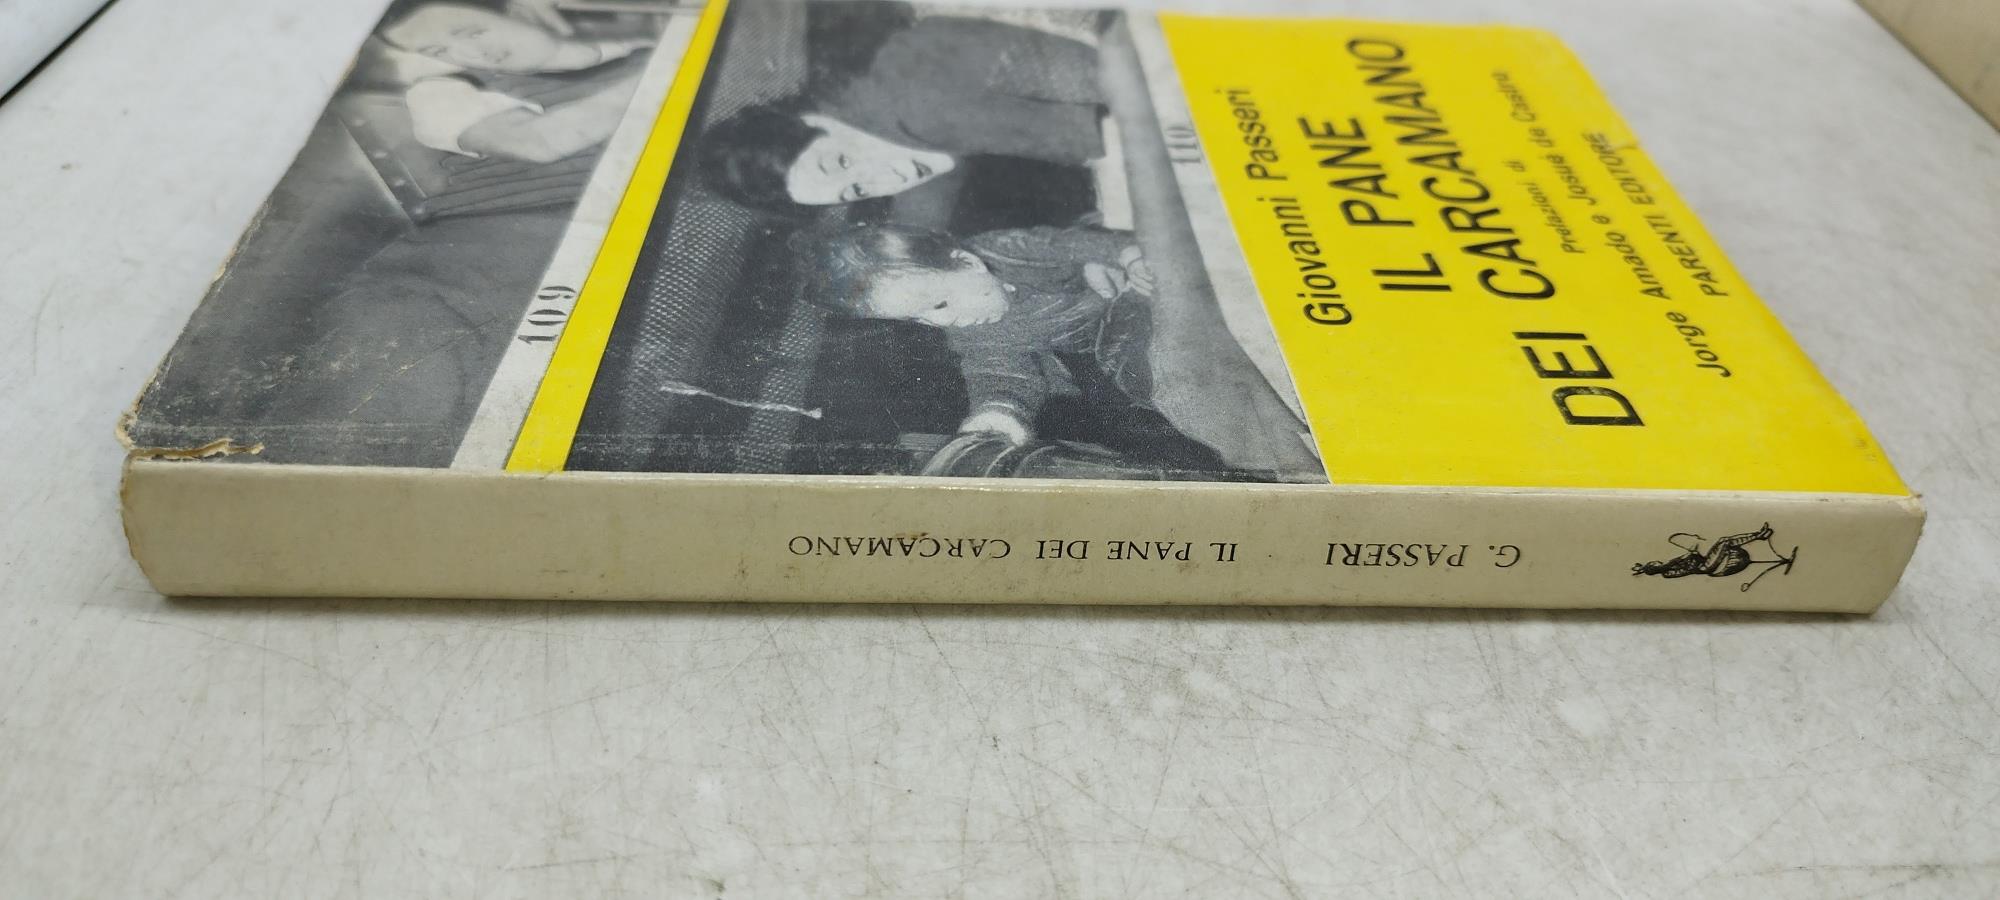 Giovanni Passeri
IL PANE
DEI CARCAMANO
Prefazioni di
Jorge Amado e Josuè de Castro
PARENTI EDITORE
109
110
G. PASSERI · IL PANE DEI CARCAMANO